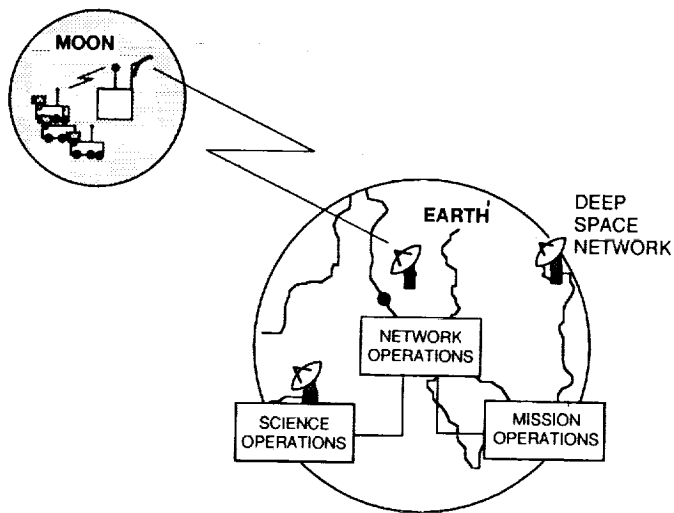 MOON
EARTH
DEEP
SPACE
NETWORK
NETWORK
OPERATIONS
SCIENCE
OPERATIONS
MISSION
OPERATIONS